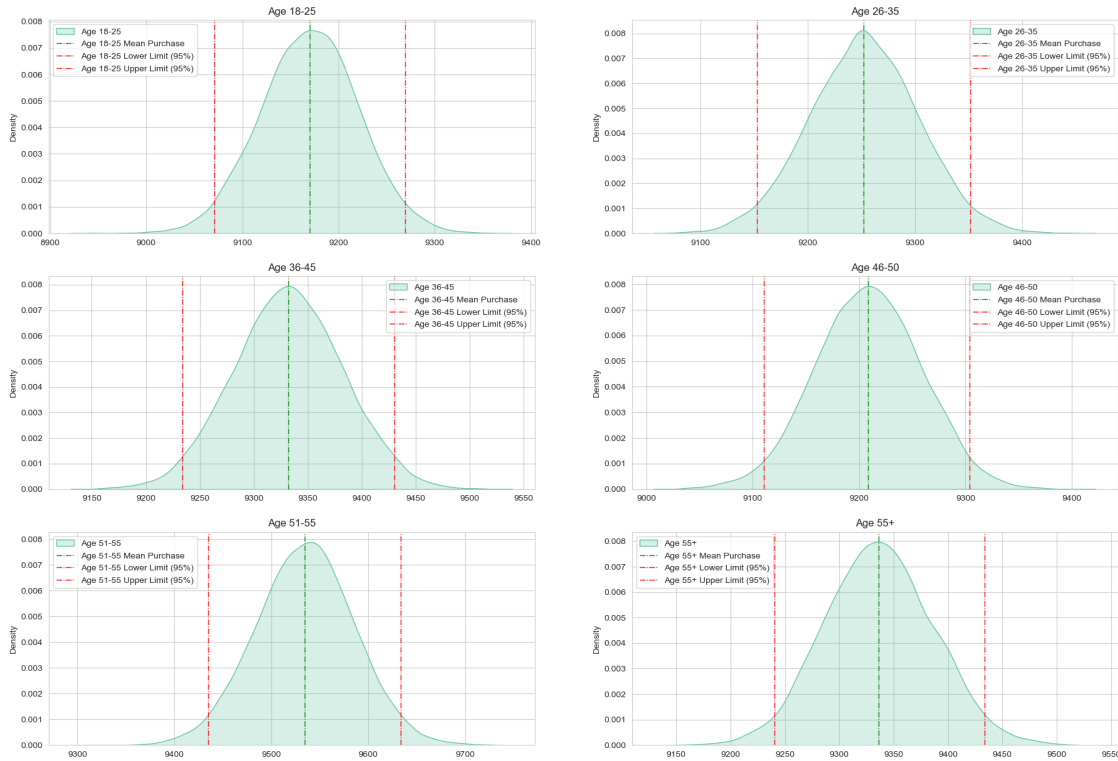 Age 18-25
0.008
0.007
0.006
0.005
0.004
0.003
0.002
0.001
0.000
Density
Age 18-25
Age 18-25 Mean Purchase
Age 18-25 Lower Limit (95%)
Age 18-25 Upper Limit (95%)
8900 9000 9100 9200 9300 9400
Age 26-35
0.008
0.007
0.006
0.005
0.004
0.003
0.002
0.001
0.000
Density
Age 26-35
Age 26-35 Mean Purchase
Age 26-35 Lower Limit (95%)
Age 26-35 Upper Limit (95%)
9100 9200 9300 9400
Age 36-45
0.008
0.007
0.006
0.005
0.004
0.003
0.002
0.001
0.000
Density
Age 36-45
Age 36-45 Mean Purchase
Age 36-45 Lower Limit (95%)
Age 36-45 Upper Limit (95%)
9150 9200 9250 9300 9350 9400 9450 9500 9550
Age 46-50
0.008
0.007
0.006
0.005
0.004
0.003
0.002
0.001
0.000
Density
Age 46-50
Age 46-50 Mean Purchase
Age 46-50 Lower Limit (95%)
Age 46-50 Upper Limit (95%)
9000 9100 9200 9300 9400
Age 51-55
0.008
0.007
0.006
0.005
0.004
0.003
0.002
0.001
0.000
Density
Age 51-55
Age 51-55 Mean Purchase
Age 51-55 Lower Limit (95%)
Age 51-55 Upper Limit (95%)
9300 9400 9500 9600 9700
Age 55+
0.008
0.007
0.006
0.005
0.004
0.003
0.002
0.001
0.000
Density
Age 55+
Age 55+ Mean Purchase
Age 55+ Lower Limit (95%)
Age 55+ Upper Limit (95%)
9150 9200 9250 9300 9350 9400 9450 9500 9550